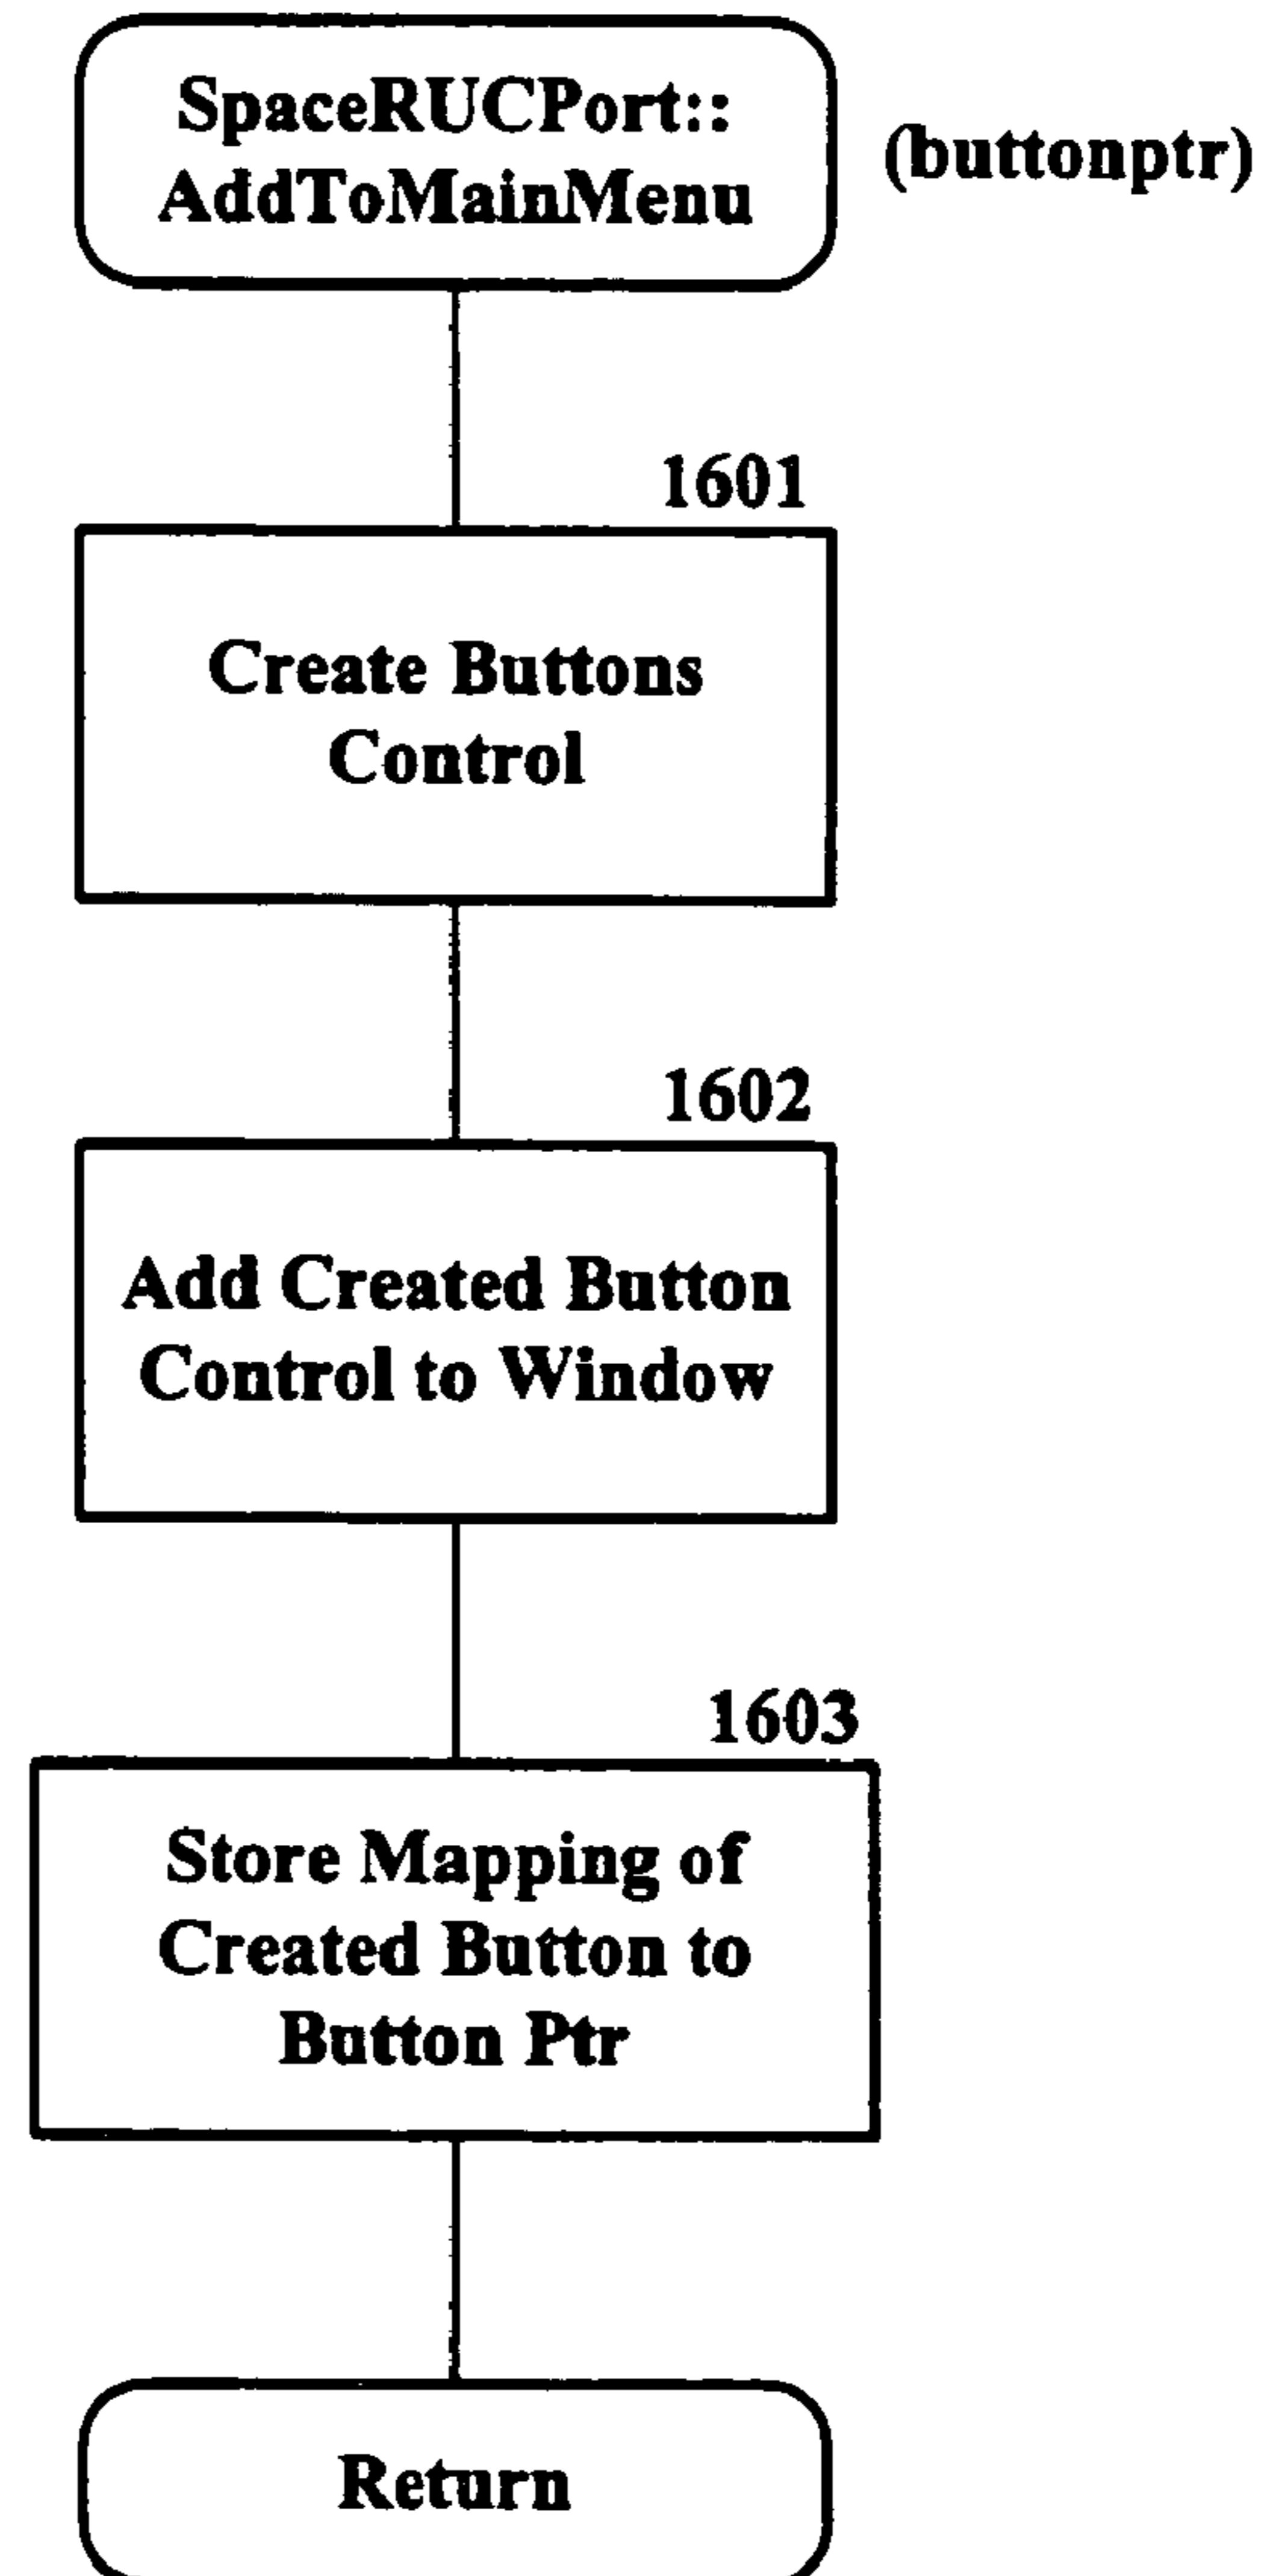 SpaceRUCPort::
AddToMainMenu
(buttonptr)
1601
Create Buttons
Control
1602
Add Created Button
Control to Window
1603
Store Mapping of
Created Button to
Button Ptr
Return